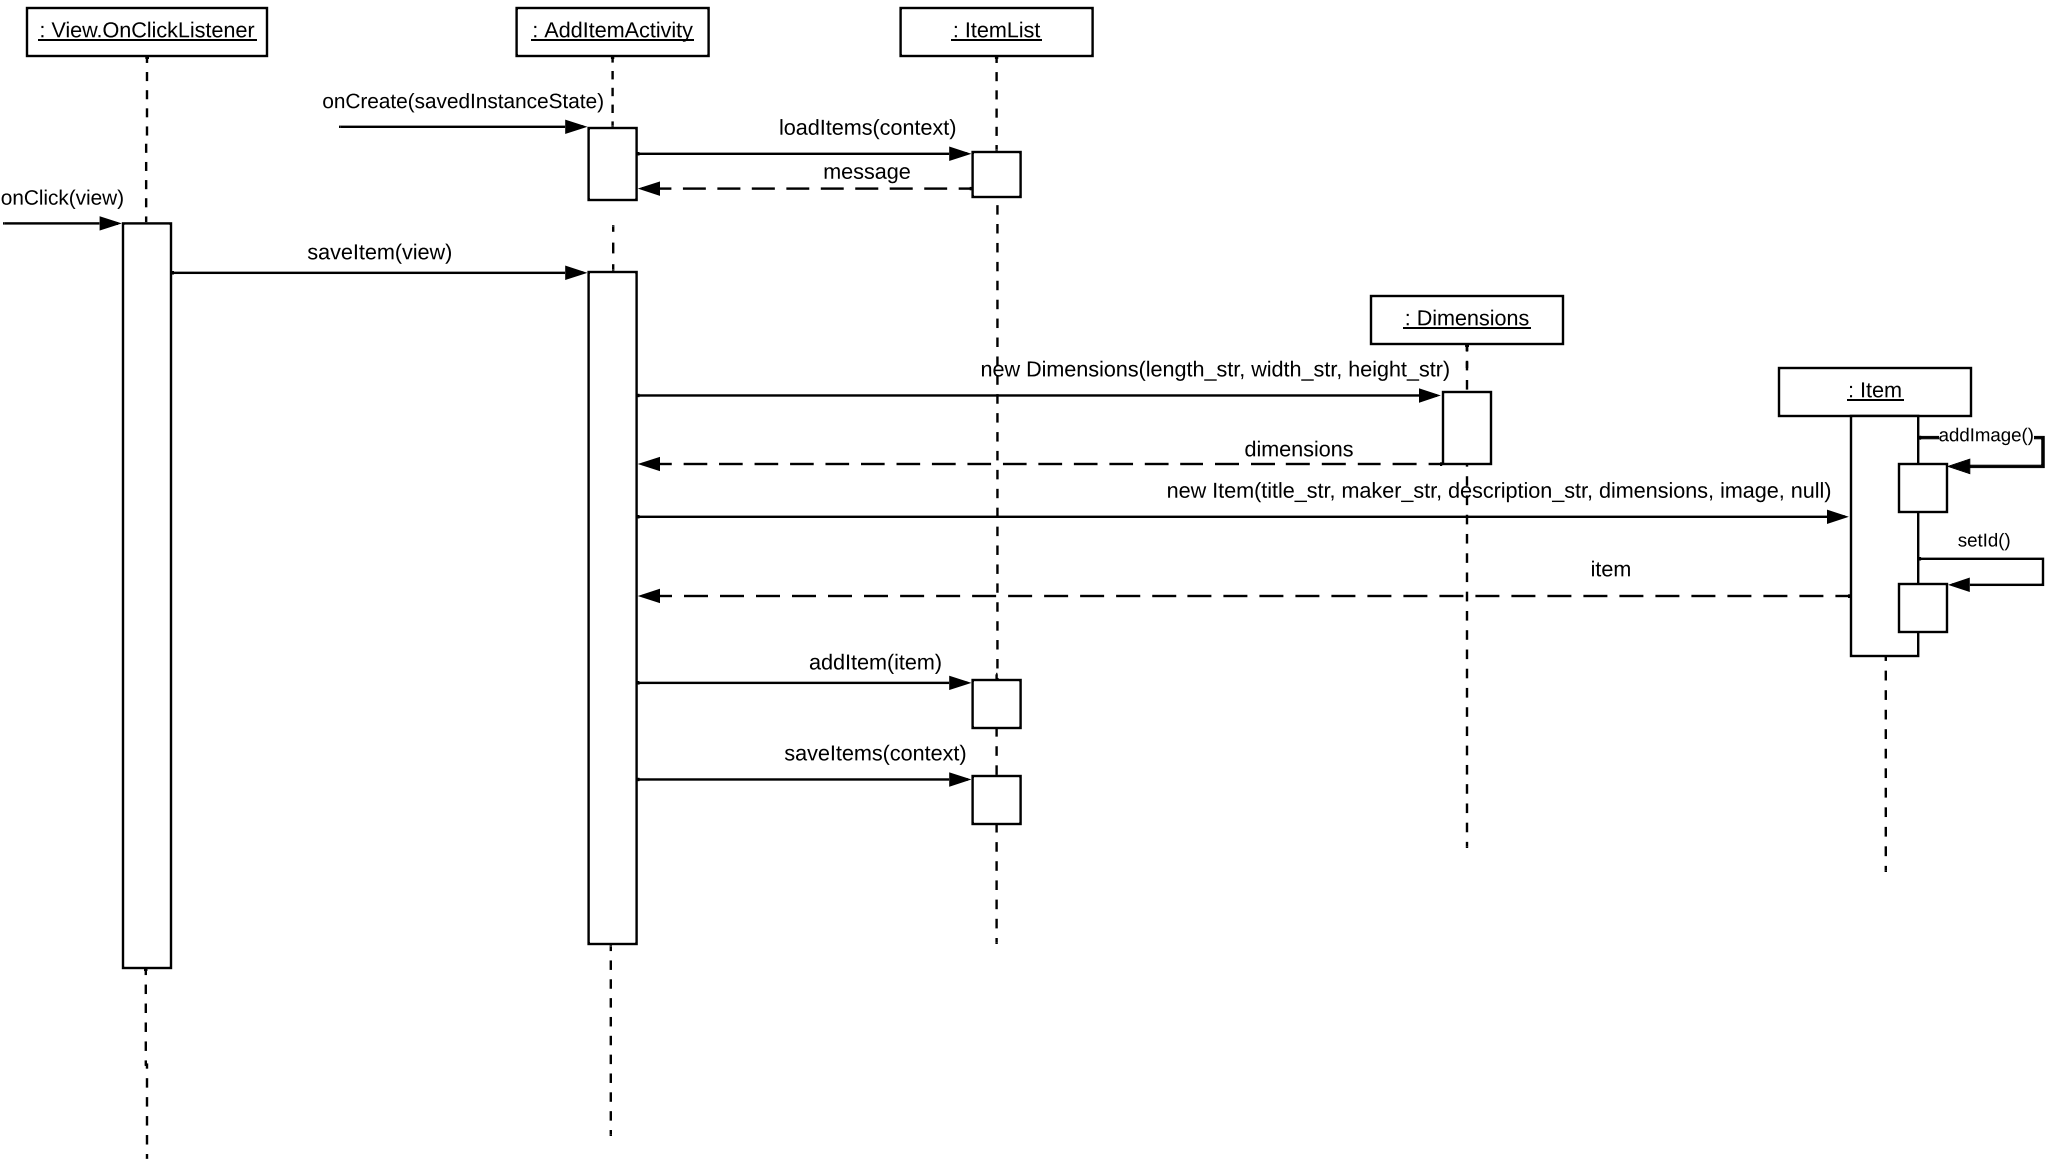 : View.OnClickListener
: AddItemActivity
: ItemList
onCreate(savedInstanceState)
loadItems(context)
message
onClick(view)
saveItem(view)
: Dimensions
new Dimensions(length_str, width_str, height_str)
: Item
addImage()
dimensions
new Item(title_str, maker_str, description_str, dimensions, image, null)
setId()
item
addItem(item)
saveItems(context)